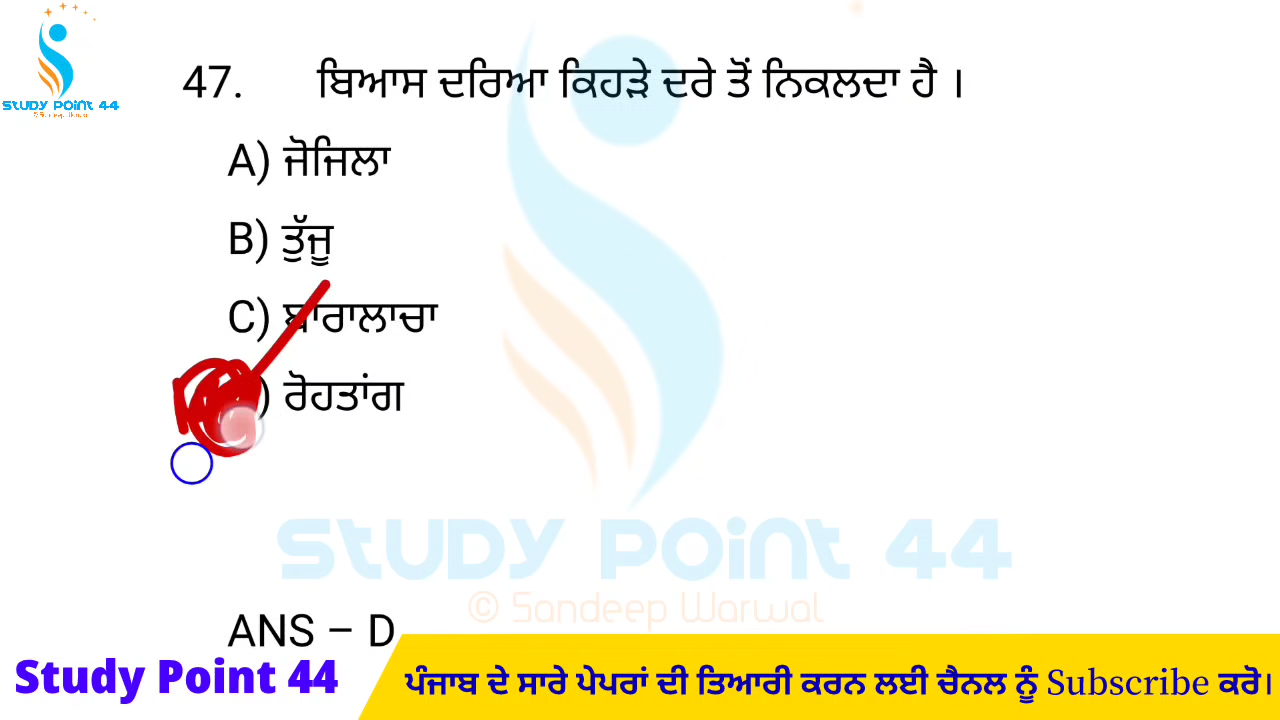 STUDY POINT 44
47. ਬਿਆਸ ਦਰਿਆ ਕਿਹੜੇ ਦਰੇ ਤੋਂ ਨਿਕਲਦਾ ਹੈ ।
A) ਜੋਜਿਲਾ
B) ਤੁੱਜੂ
C) ਬਾਰਾਲਾਚਾ
) ਰੋਹਤਾਂਗ
STUDY POINT 44
© Sandeep Warwal
ANS – D
Study Point 44
ਪੰਜਾਬ ਦੇ ਸਾਰੇ ਪੇਪਰਾਂ ਦੀ ਤਿਆਰੀ ਕਰਨ ਲਈ ਚੈਨਲ ਨੂੰ Subscribe ਕਰੋ।